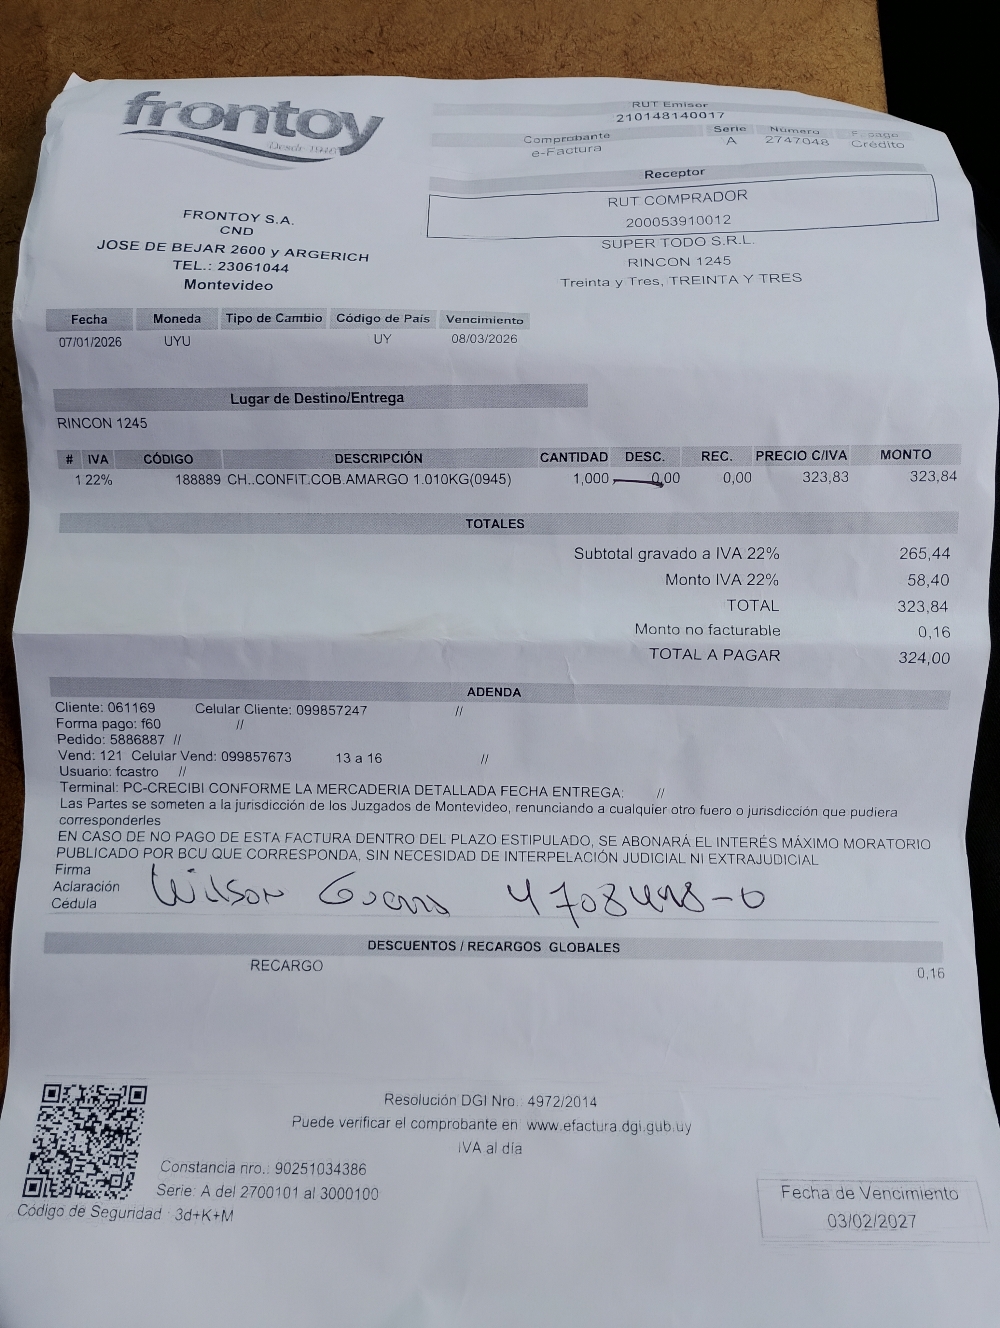 frontoy
Desde 1940
RUT Emisor
210148140017
Comprobante Serie Número F. pago
e-Factura A 2747048 Crédito
Receptor
RUT COMPRADOR
200053910012
SUPER TODO S.R.L.
RINCON 1245
Treinta y Tres, TREINTA Y TRES
FRONTOY S.A.
CND
JOSE DE BEJAR 2600 y ARGERICH
TEL.: 23061044
Montevideo
Fecha Moneda Tipo de Cambio Código de País Vencimiento
07/01/2026 UYU UY 08/03/2026
Lugar de Destino/Entrega
RINCON 1245
# IVA CÓDIGO DESCRIPCIÓN CANTIDAD DESC. REC. PRECIO C/IVA MONTO
1 22% 188889 CH..CONFIT.COB.AMARGO 1.010KG(0945) 1,000 0,00 0,00 323,83 323,84
TOTALES
Subtotal gravado a IVA 22% 265,44
Monto IVA 22% 58,40
TOTAL 323,84
Monto no facturable 0,16
TOTAL A PAGAR 324,00
ADENDA
Cliente: 061169 Celular Cliente: 099857247 //
Forma pago: f60 //
Pedido: 5886887 //
Vend: 121 Celular Vend: 099857673 13 a 16 //
Usuario: fcastro //
Terminal: PC-CRECIBI CONFORME LA MERCADERIA DETALLADA FECHA ENTREGA: //
Las Partes se someten a la jurisdicción de los Juzgados de Montevideo, renunciando a cualquier otro fuero o jurisdicción que pudiera
corresponderles
EN CASO DE NO PAGO DE ESTA FACTURA DENTRO DEL PLAZO ESTIPULADO, SE ABONARÁ EL INTERÉS MÁXIMO MORATORIO
PUBLICADO POR BCU QUE CORRESPONDA, SIN NECESIDAD DE INTERPELACIÓN JUDICIAL NI EXTRAJUDICIAL
Firma
Aclaración Wilson
Cédula
DESCUENTOS / RECARGOS GLOBALES
RECARGO 0,16
Resolución DGI Nro.: 4972/2014
Puede verificar el comprobante en www.efactura.dgi.gub.uy
IVA al día
Constancia nro.: 90251034386
Serie: A del 2700101 al 3000100
Código de Seguridad : 3d+K+M
Fecha de Vencimiento
03/02/2027